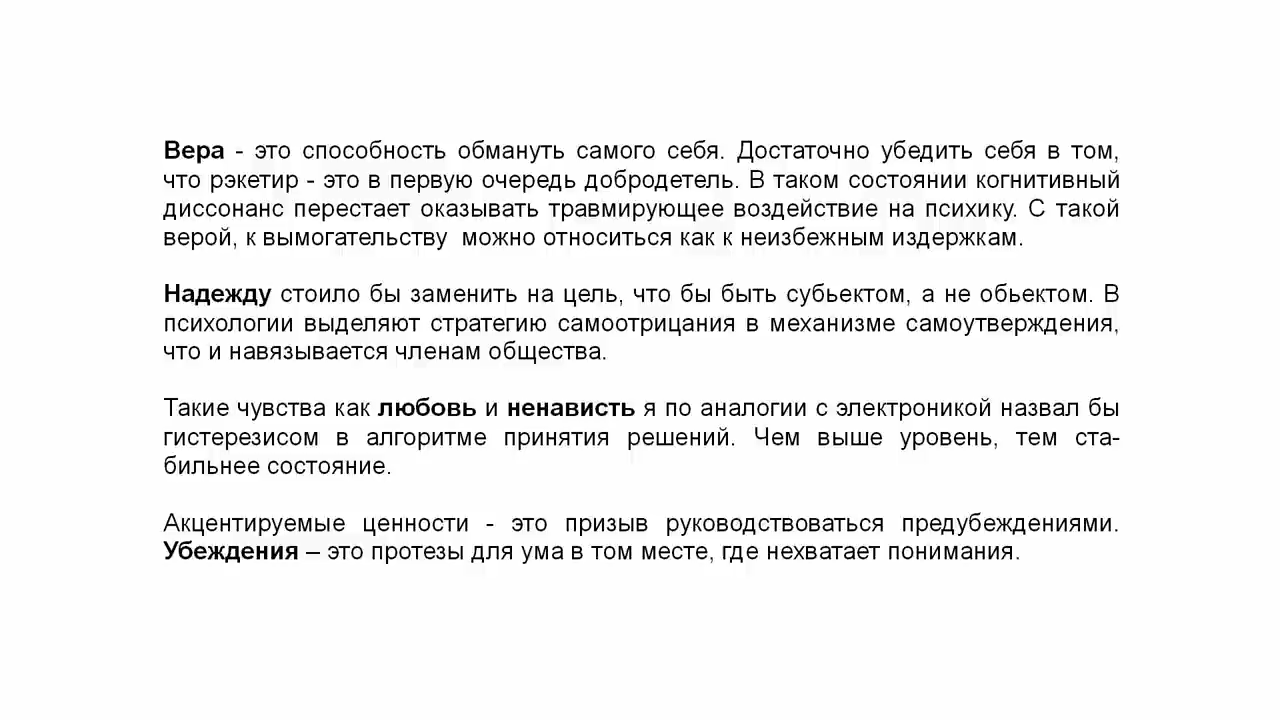 Вера - это способность обмануть самого себя. Достаточно убедить себя в том,
что рэкетир - это в первую очередь добродетель. В таком состоянии когнитивный
диссонанс перестает оказывать травмирующее воздействие на психику. С такой
верой, к вымогательству  можно относиться как к неизбежным издержкам.
Надежду стоило бы заменить на цель, что бы быть субьектом, а не обьектом. В
психологии выделяют стратегию самоотрицания в механизме самоутверждения,
что и навязывается членам общества.
Такие чувства как любовь и ненависть я по аналогии с электроникой назвал бы
гистерезисом в алгоритме принятия решений. Чем выше уровень, тем ста-
бильнее состояние.
Акцентируемые ценности - это призыв руководствоваться предубеждениями.
Убеждения – это протезы для ума в том месте, где нехватает понимания.